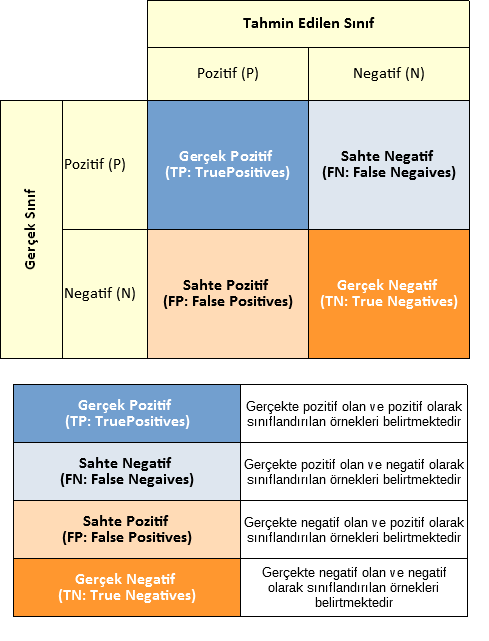 Tahmin Edilen Sınıf
Pozitif (P)
Negatif (N)
Gerçek Sınıf
Pozitif (P)
Gerçek Pozitif
(TP: TruePositives)
Sahte Negatif
(FN: False Negaives)
Negatif (N)
Sahte Pozitif
(FP: False Positives)
Gerçek Negatif
(TN: True Negatives)
Gerçek Pozitif
(TP: TruePositives)
Gerçekte pozitif olan ve pozitif olarak
sınıflandırılan örnekleri belirtmektedir
Sahte Negatif
(FN: False Negaives)
Gerçekte pozitif olan ve negatif olarak
sınıflandırılan örnekleri belirtmektedir
Sahte Pozitif
(FP: False Positives)
Gerçekte negatif olan ve pozitif olarak
sınıflandırılan örnekleri belirtmektedir
Gerçek Negatif
(TN: True Negatives)
Gerçekte negatif olan ve negatif
olarak sınıflandırılan örnekleri
belirtmektedir